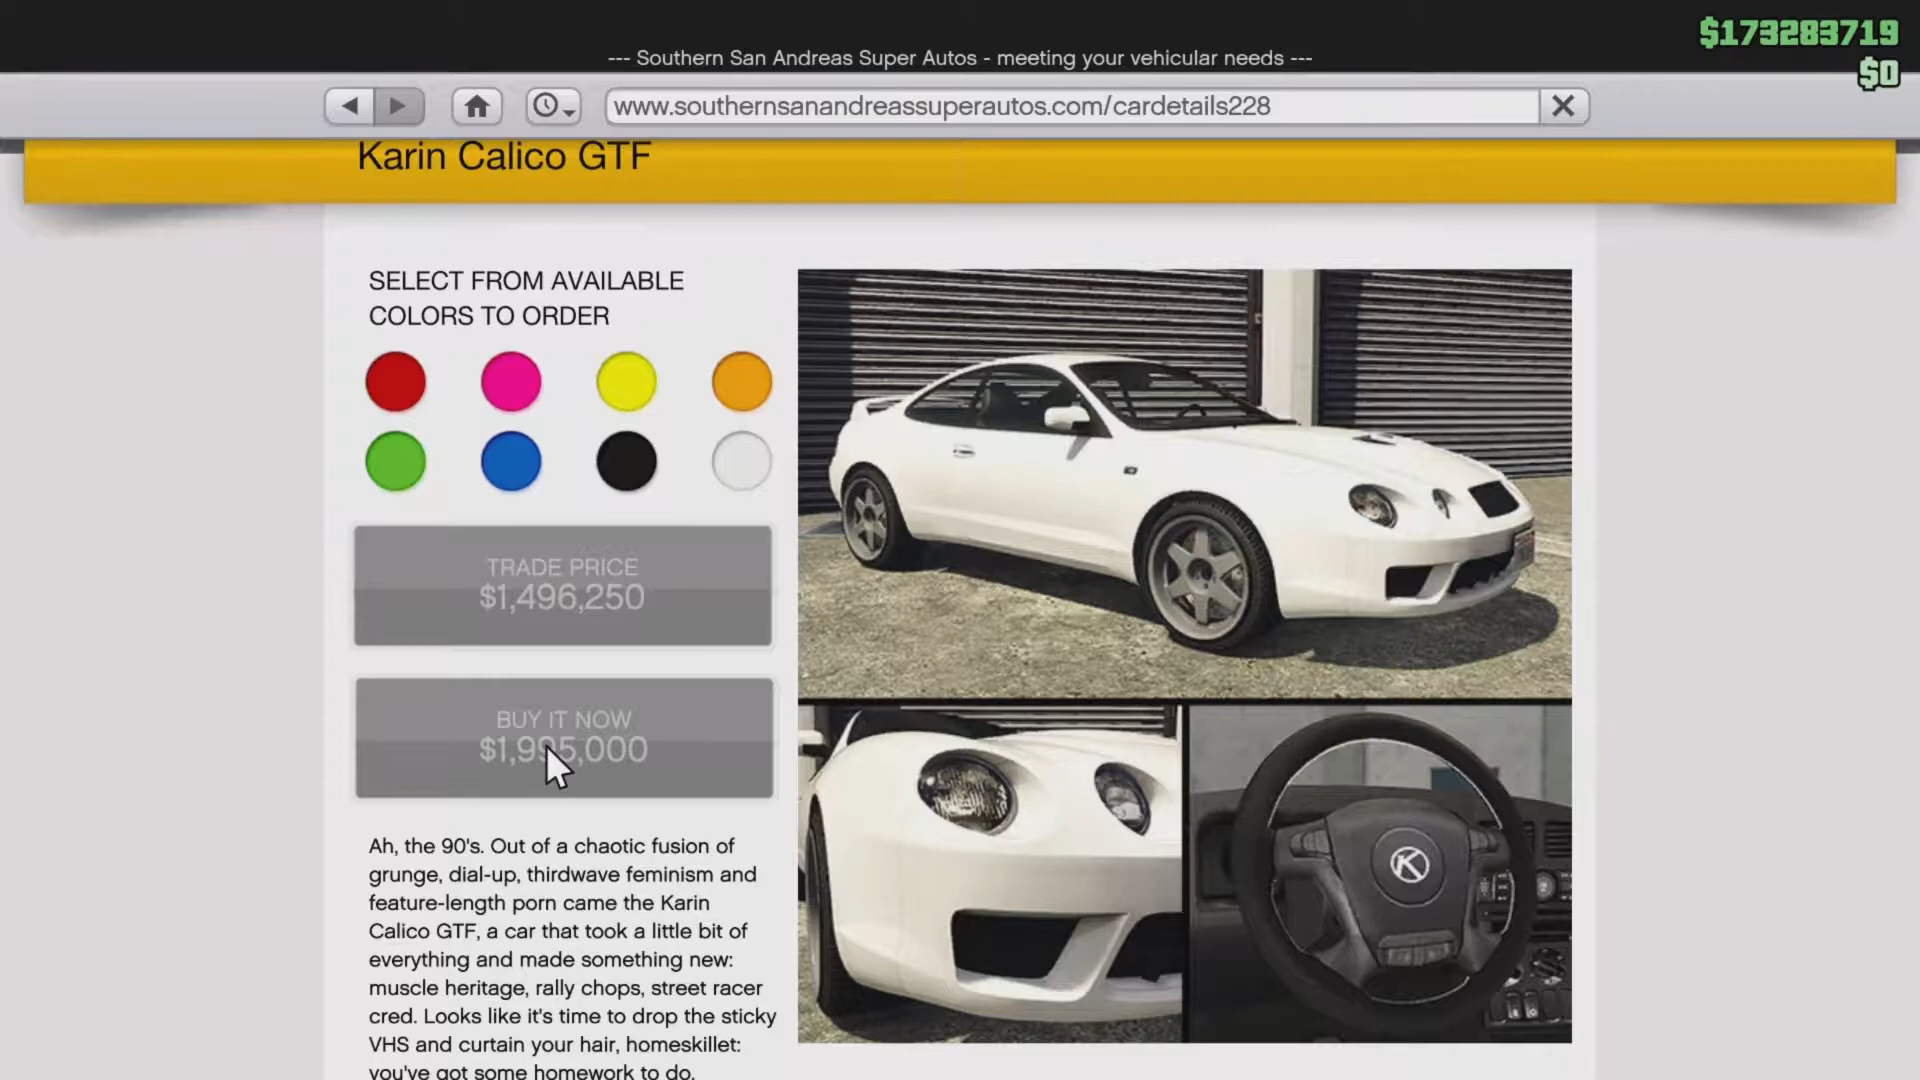 $173283719
$0
--- Southern San Andreas Super Autos - meeting your vehicular needs ---
www.southernsanandreassuperautos.com/cardetails228
Karin Calico GTF
SELECT FROM AVAILABLE
COLORS TO ORDER
TRADE PRICE
$1,496,250
BUY IT NOW
$1,995,000
Ah, the 90's. Out of a chaotic fusion of
grunge, dial-up, thirdwave feminism and
feature-length porn came the Karin
Calico GTF, a car that took a little bit of
everything and made something new:
muscle heritage, rally chops, street racer
cred. Looks like it's time to drop the sticky
VHS and curtain your hair, homeskillet:
you've got some homework to do.